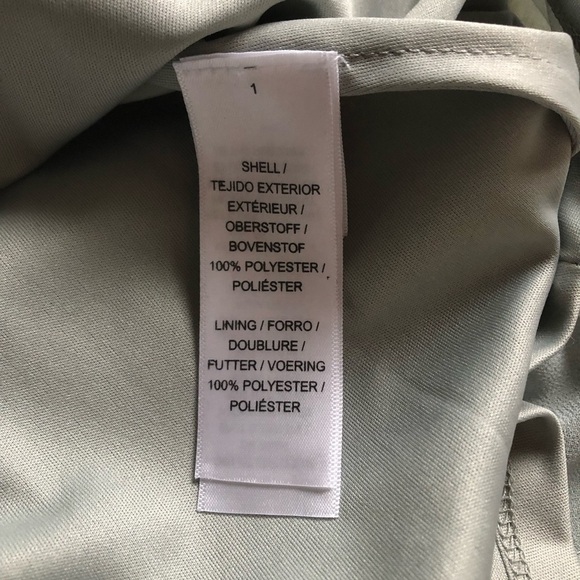 1
SHELL /
TEJIDO EXTERIOR
EXTÉRIEUR /
OBERSTOFF /
BOVENSTOF
100% POLYESTER /
POLIÉSTER
LINING / FORRO /
DOUBLURE /
FUTTER / VOERING
100% POLYESTER /
POLIÉSTER